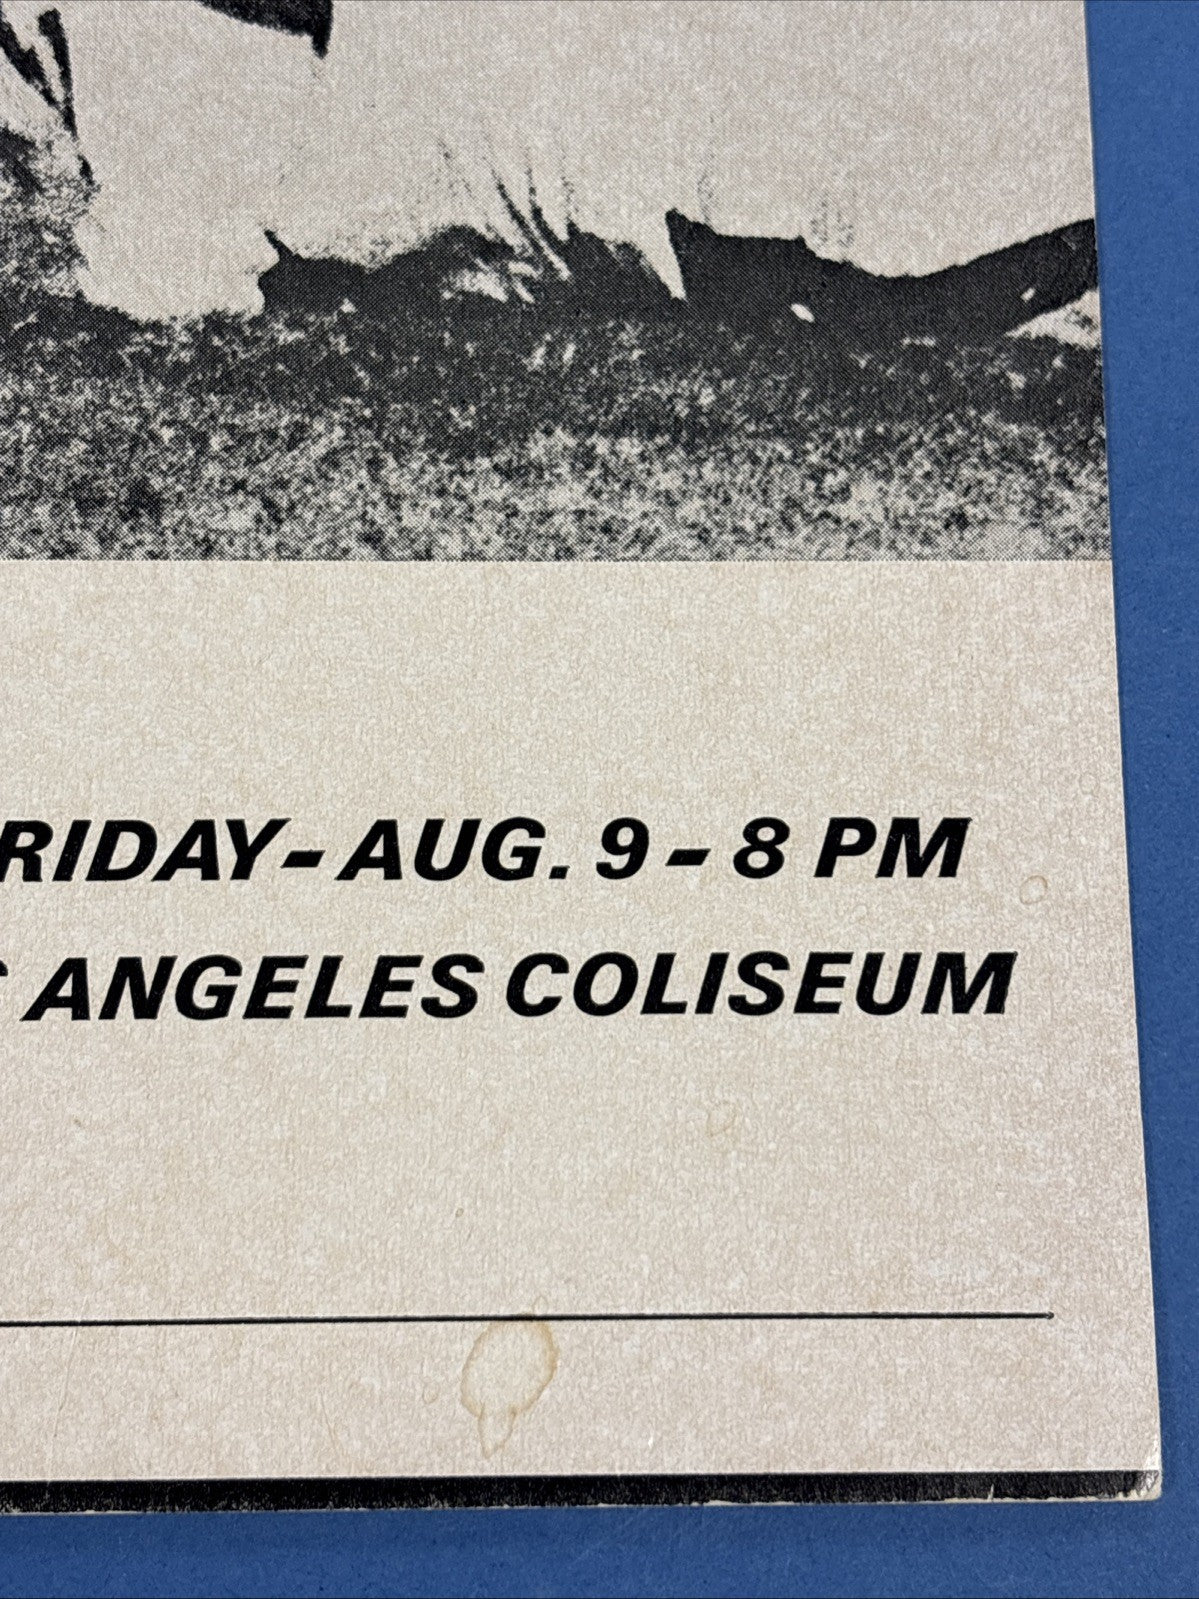 RIDAY- AUG. 9 - 8 PM
ANGELES COLISEUM